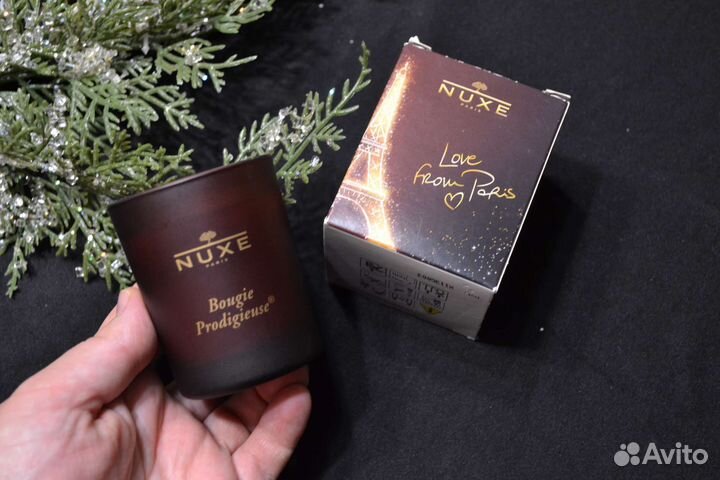 NUXE
PARIS
Bougie
Prodigieuse®
NUXE
PARIS
Love
from Paris
Avito